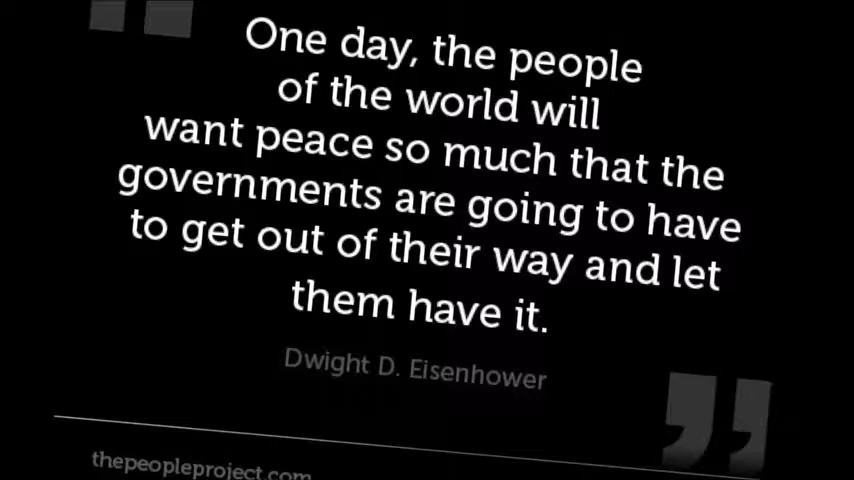 One day, the people
of the world will
want peace so much that the
governments are going to have
to get out of their way and let
them have it.
Dwight D. Eisenhower
thepeopleproject.com